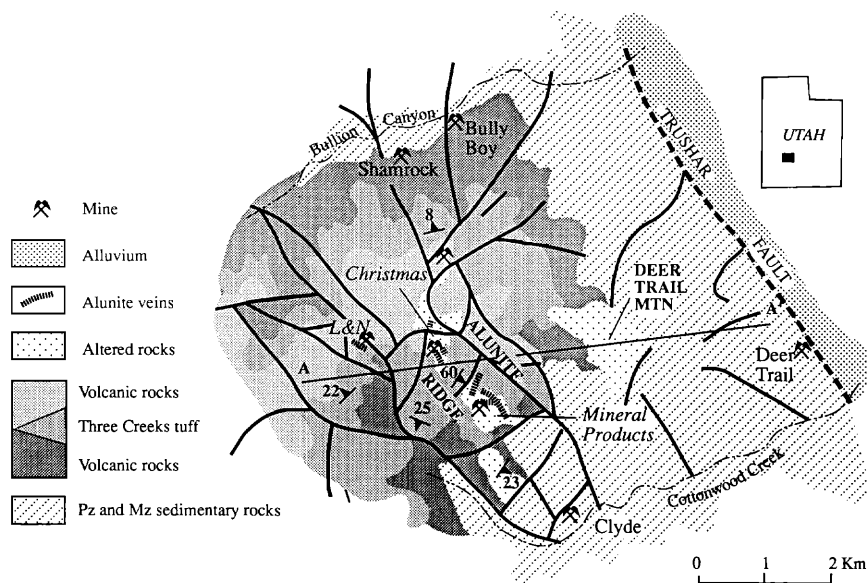 Mine
Alluvium
Alunite veins
Altered rocks
Volcanic rocks
Three Creeks tuff
Volcanic rocks
Pz and Mz sedimentary rocks
Bullion Canyon
Bully
Boy
Shamrock
TRUSHAR FAULT
UTAH
8
Christmas
DEER
TRAIL
MTN
L&N
ALUNITE
RIDGE
A
A'
60
22
25
23
Deer
Trail
Mineral
Products
Cottonwood Creek
Clyde
0 1 2 Km